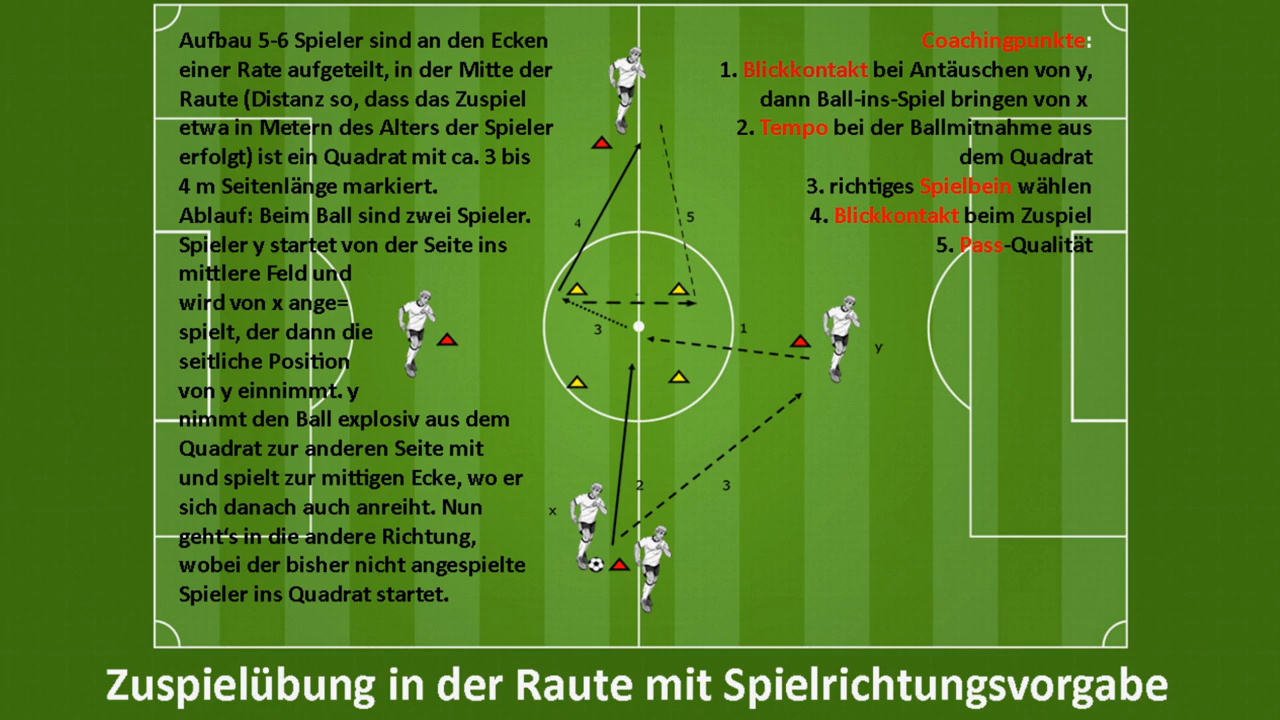 Aufbau 5-6 Spieler sind an den Ecken
einer Rate aufgeteilt, in der Mitte der
Raute (Distanz so, dass das Zuspiel
etwa in Metern des Alters der Spieler
erfolgt) ist ein Quadrat mit ca. 3 bis
4 m Seitenlänge markiert.
Ablauf: Beim Ball sind zwei Spieler.
Spieler y startet von der Seite ins
mittlere Feld und
wird von x ange=
spielt, der dann die
seitliche Position
von y einnimmt. y
nimmt den Ball explosiv aus dem
Quadrat zur anderen Seite mit
und spielt zur mittigen Ecke, wo er
sich danach auch anreiht. Nun
geht's in die andere Richtung,
wobei der bisher nicht angespielte
Spieler ins Quadrat startet.
Coachingpunkte:
1. Blickkontakt bei Antäuschen von y,
dann Ball-ins-Spiel bringen von x
2. Tempo bei der Ballmitnahme aus
dem Quadrat
3. richtiges Spielbein wählen
4. Blickkontakt beim Zuspiel
5. Pass-Qualität
4
5
3
1
y
2
3
x
Zuspielübung in der Raute mit Spielrichtungsvorgabe